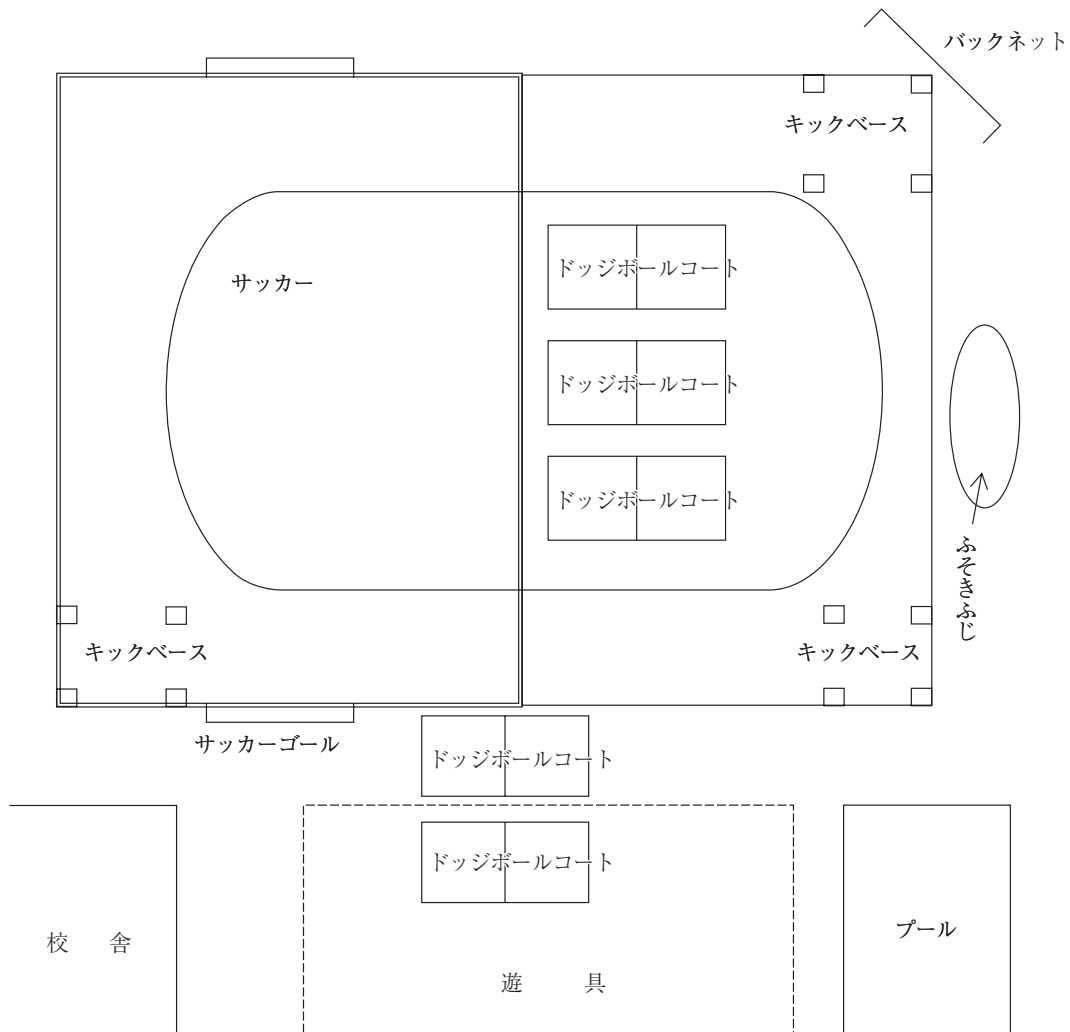 バックネット
キックベース
サッカー
ドッジボールコート
ドッジボールコート
ドッジボールコート
ふそきふじ
キックベース
キックベース
サッカーゴール
ドッジボールコート
ドッジボールコート
校　舎
遊　具
プール